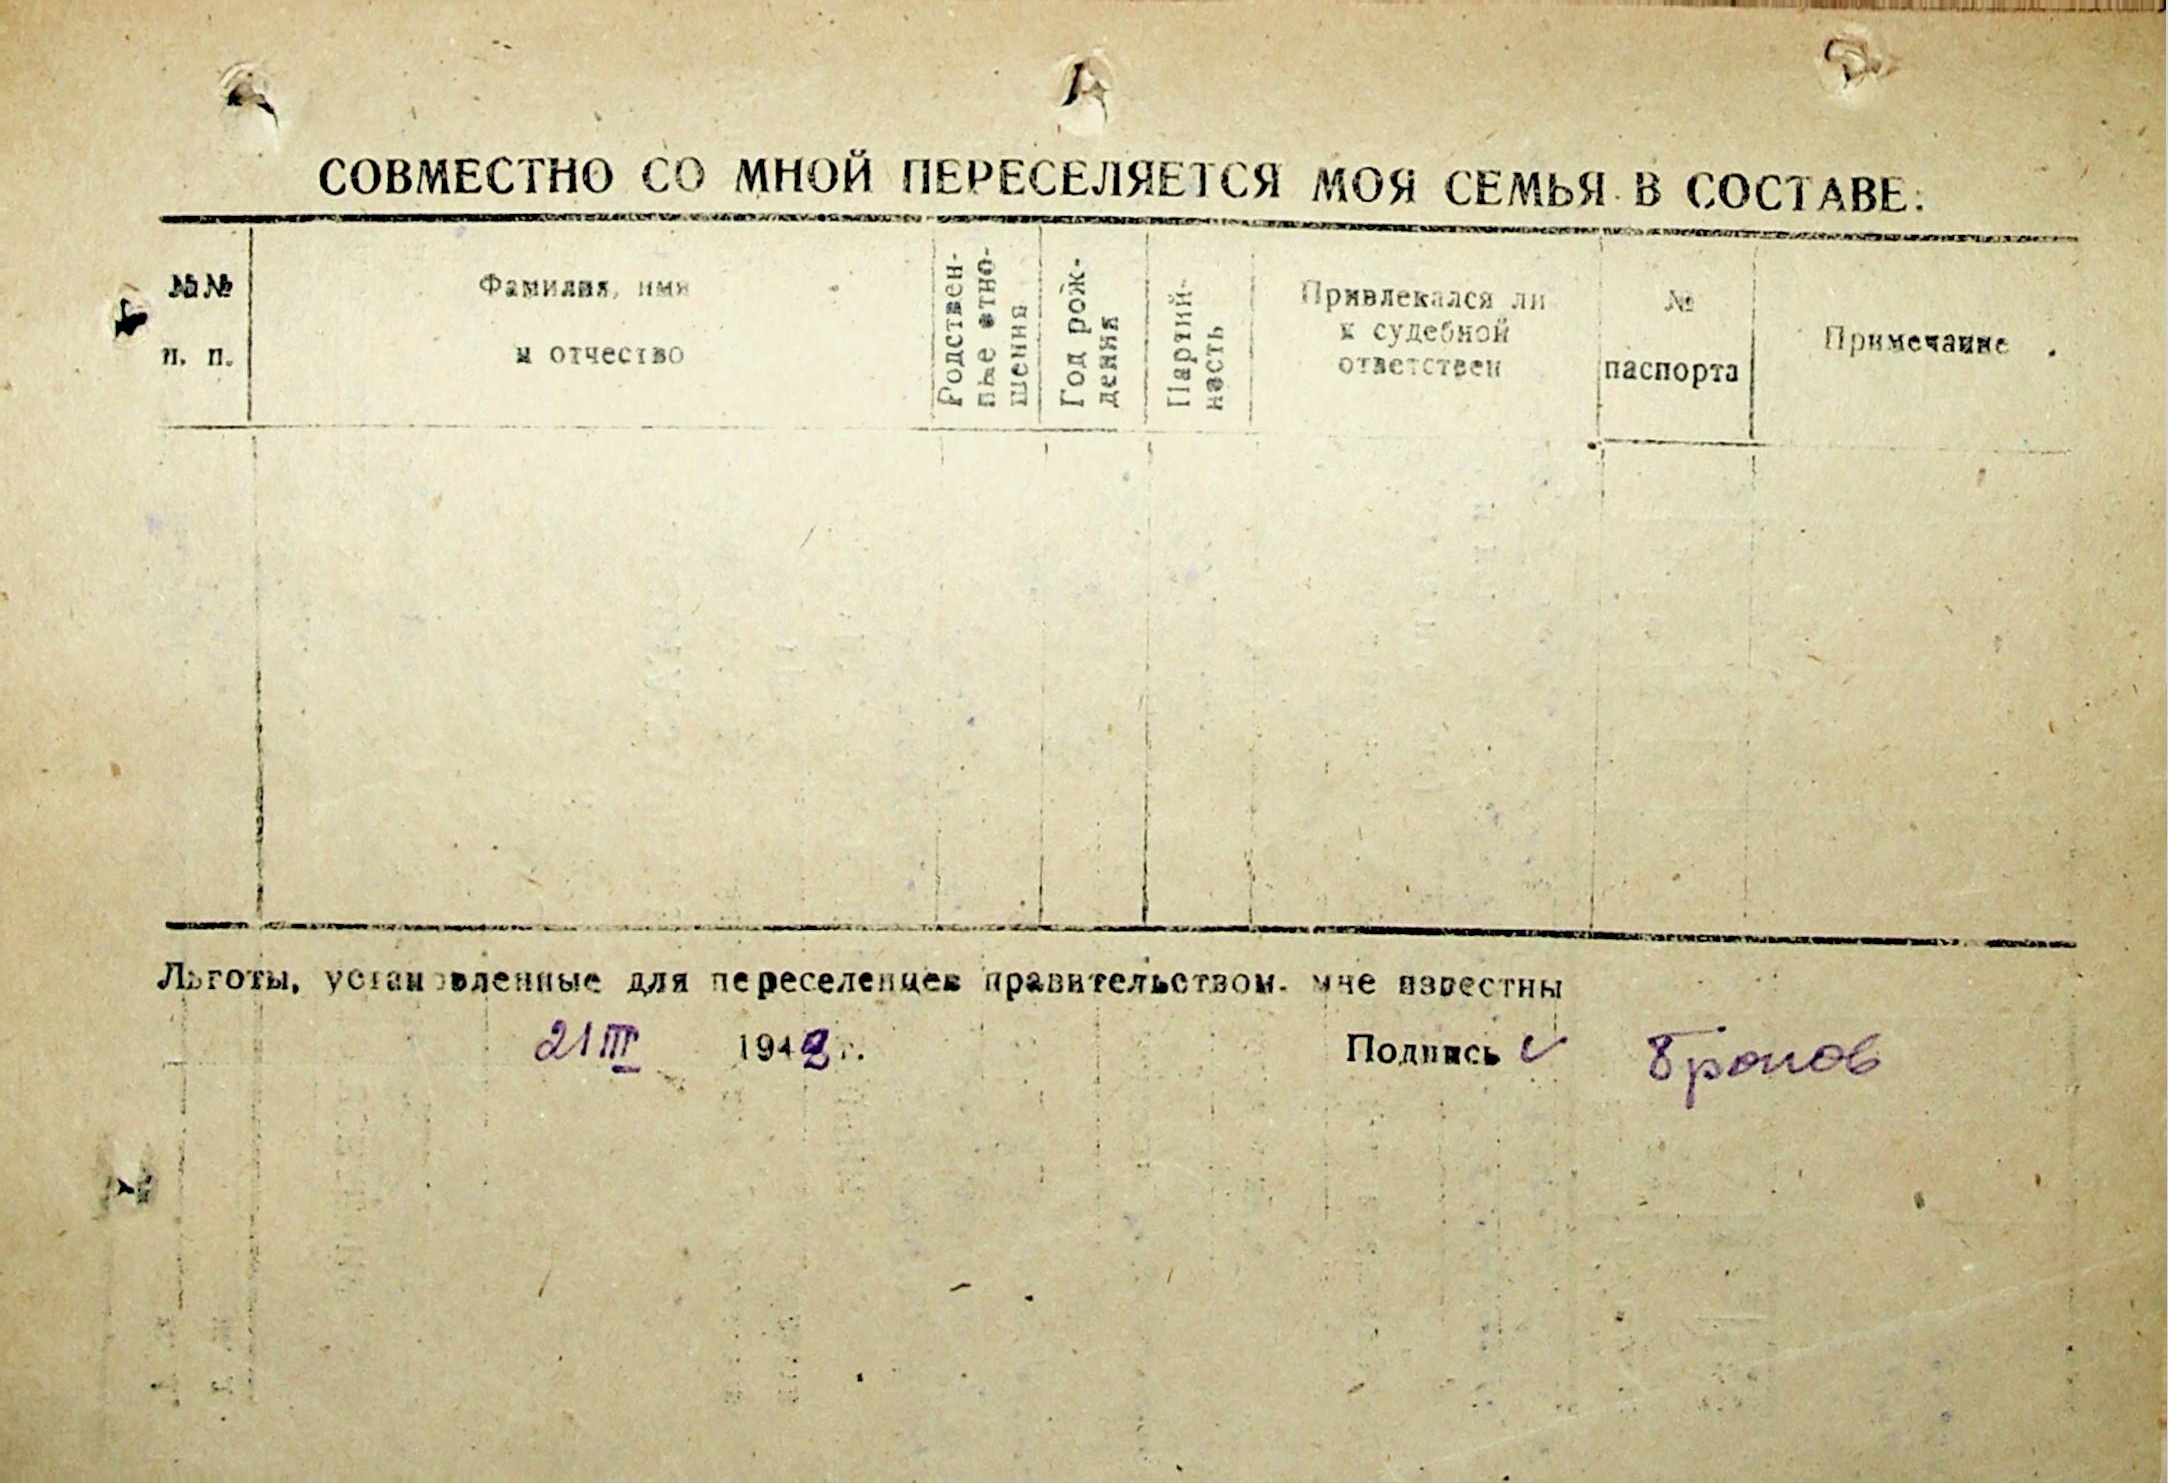 СОВМЕСТНО СО МНОЙ ПЕРЕСЕЛЯЕТСЯ МОЯ СЕМЬЯ В СОСТАВЕ:
№№
п. п.
Фамилия, имя
и отчество
Родствен-
ные отно-
шения
Год рож-
дения
Партий-
ность
Привлекался ли
к судебной
ответствен
№
паспорта
Примечание
Льготы, установленные для переселенцев правительством. мне известны
21 III 1942 г. Подпись